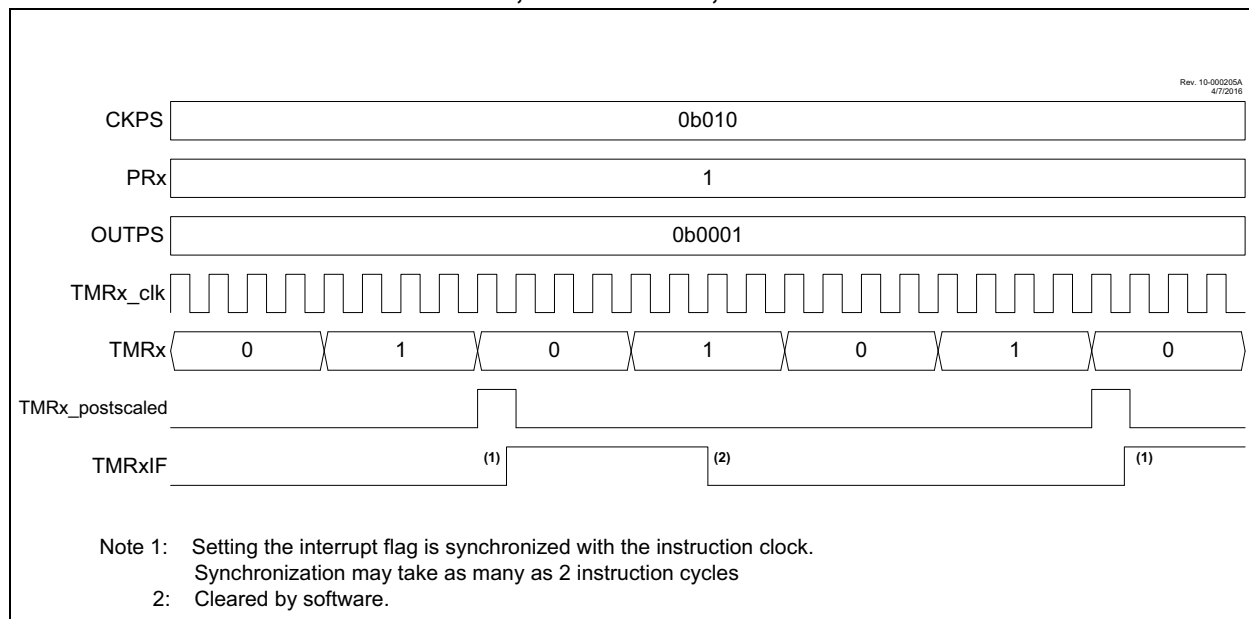 Rev. 10-000205A
4/7/2016
CKPS 0b010
PRx 1
OUTPS 0b0001
TMRx_clk
TMRx 0 1 0 1 0 1 0
TMRx_postscaled
TMRxIF (1) (2) (1)
Note 1: Setting the interrupt flag is synchronized with the instruction clock.
Synchronization may take as many as 2 instruction cycles
2: Cleared by software.